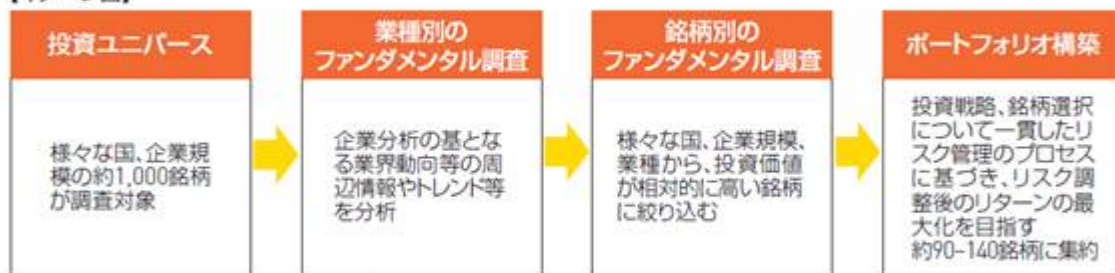 投資ユニバース
様々な国、企業規
模の約1,000銘柄
が調査対象
業種別の
ファンダメンタル調査
企業分析の基とな
る業界動向等の周
辺情報やトレンド等
を分析
銘柄別の
ファンダメンタル調査
様々な国、企業規模、
業種から、投資価値
が相対的に高い銘柄
に絞り込む
ポートフォリオ構築
投資戦略、銘柄選択
について一貫したリ
スク管理のプロセス
に基づき、リスク調
整後のリターンの最
大化を目指す
約90-140銘柄に集約